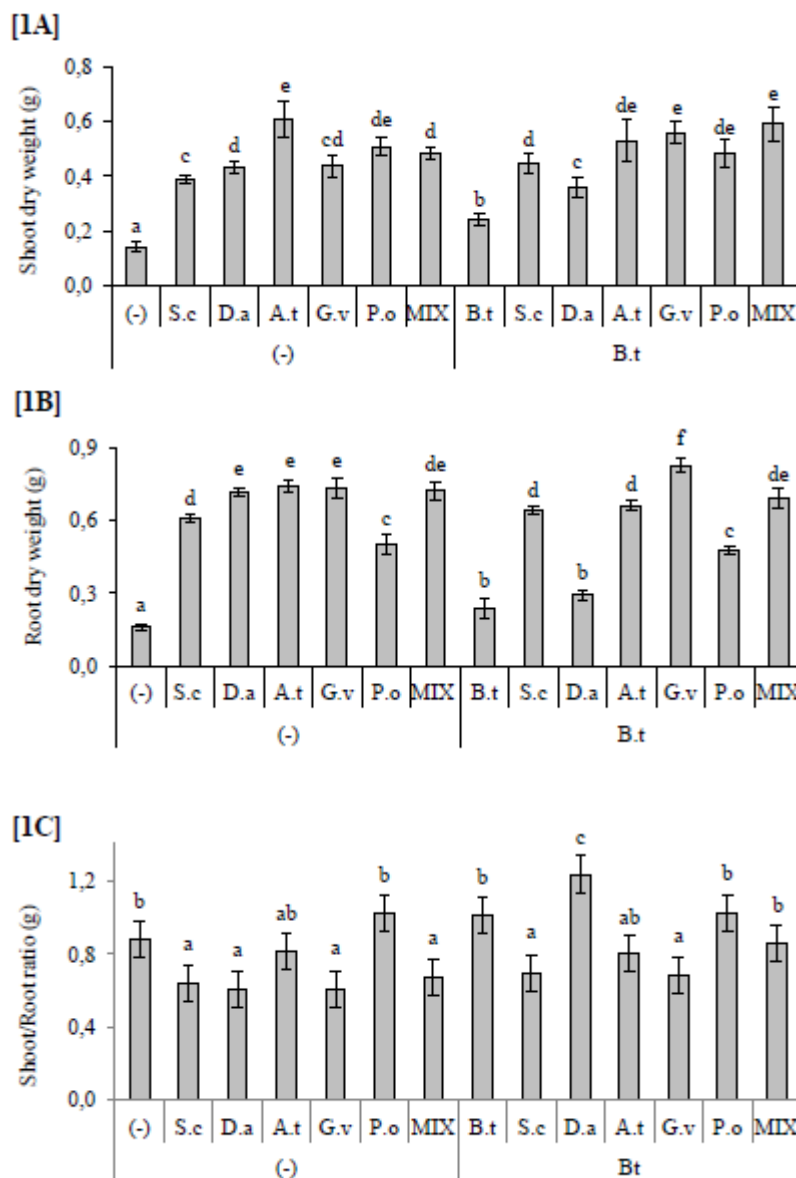 [1A]
Shoot dry weight (g)
0,8
0,6
0,4
0,2
0,0
a c d e cd de d b d c de e de e
(-) S.c D.a A.t G.v P.o MIX B.t S.c D.a A.t G.v P.o MIX
(-) B.t
[1B]
Root dry weight (g)
0,9
0,6
0,3
0,0
a d e e e c de b d b d f c de
(-) S.c D.a A.t G.v P.o MIX B.t S.c D.a A.t G.v P.o MIX
(-) B.t
[1C]
Shoot/Root ratio (g)
1,2
0,8
0,4
0,0
b a a ab a b a b a c ab a b b
(-) S.c D.a A.t G.v P.o MIX B.t S.c D.a A.t G.v P.o MIX
(-) Bt